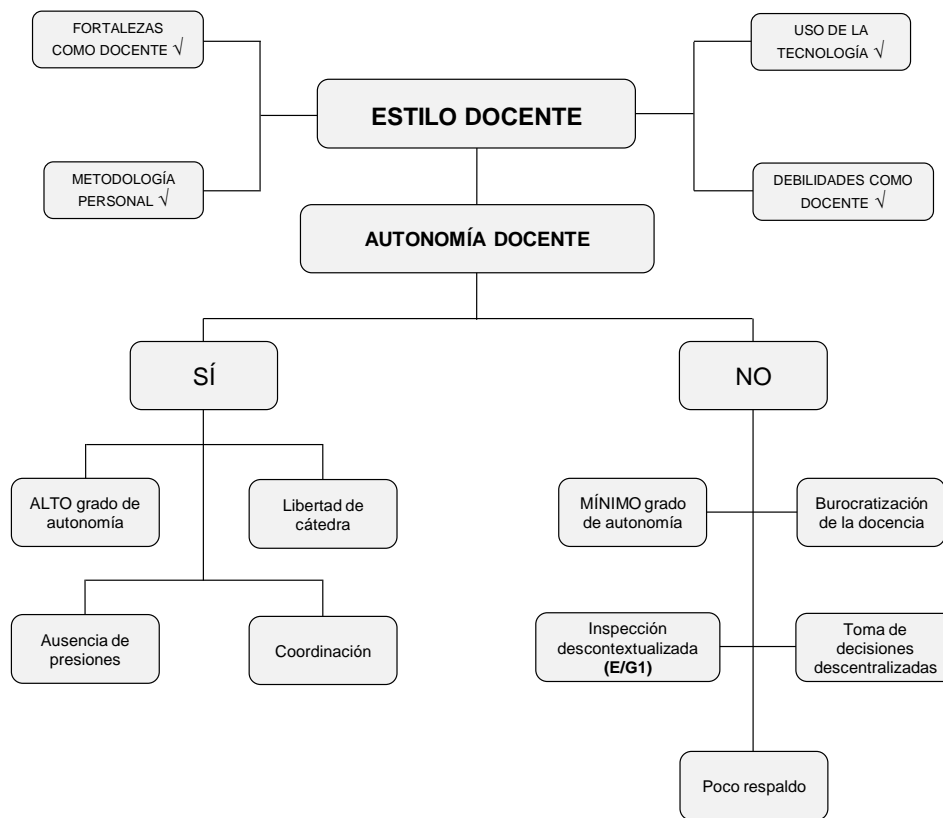 FORTALEZAS
COMO DOCENTE √
USO DE LA
TECNOLOGÍA √
ESTILO DOCENTE
METODOLOGÍA
PERSONAL √
DEBILIDADES COMO
DOCENTE √
AUTONOMÍA DOCENTE
SÍ
NO
ALTO grado de
autonomía
Libertad de
cátedra
MÍNIMO grado
de autonomía
Burocratización
de la docencia
Ausencia de
presiones
Coordinación
Inspección
descontextualizada
(E/G1)
Toma de
decisiones
descentralizadas
Poco respaldo